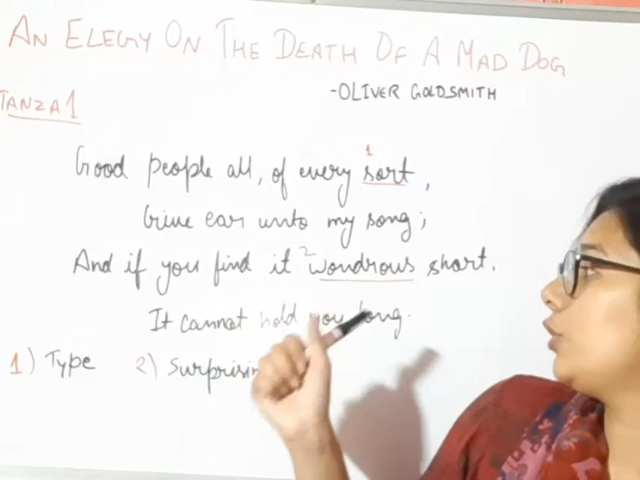 AN ELEGY ON THE DEATH OF A MAD DOG
-OLIVER GOLDSMITH
TANZA 1
Good people all, of every sort 1,
Give ear unto my song;
And if you find it 2 wondrous short.
It cannot hold you long.
1) Type 2)